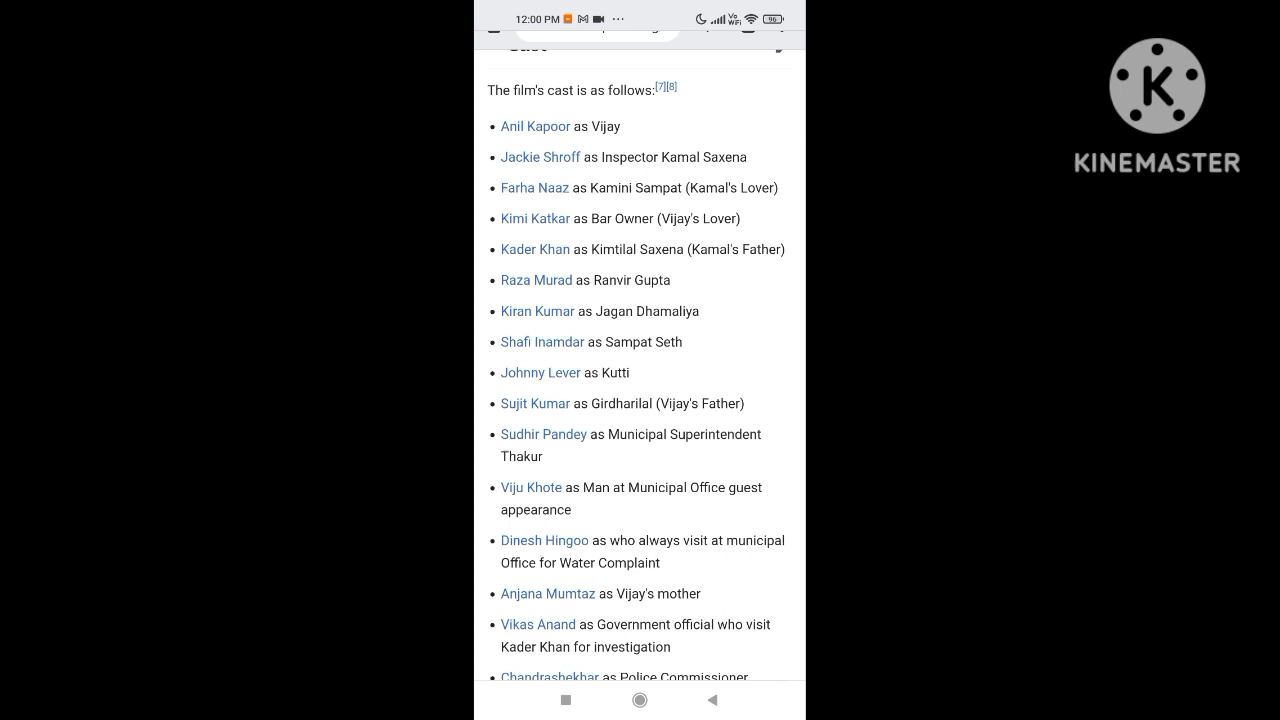 12:00 PM
Vo
WiFi
96
Cast
The film's cast is as follows:[7][8]
• Anil Kapoor as Vijay
• Jackie Shroff as Inspector Kamal Saxena
• Farha Naaz as Kamini Sampat (Kamal's Lover)
• Kimi Katkar as Bar Owner (Vijay's Lover)
• Kader Khan as Kimtilal Saxena (Kamal's Father)
• Raza Murad as Ranvir Gupta
• Kiran Kumar as Jagan Dhamaliya
• Shafi Inamdar as Sampat Seth
• Johnny Lever as Kutti
• Sujit Kumar as Girdharilal (Vijay's Father)
• Sudhir Pandey as Municipal Superintendent
Thakur
• Viju Khote as Man at Municipal Office guest
appearance
• Dinesh Hingoo as who always visit at municipal
Office for Water Complaint
• Anjana Mumtaz as Vijay's mother
• Vikas Anand as Government official who visit
Kader Khan for investigation
• Chandrashekhar as Police Commissioner
K
KINEMASTER